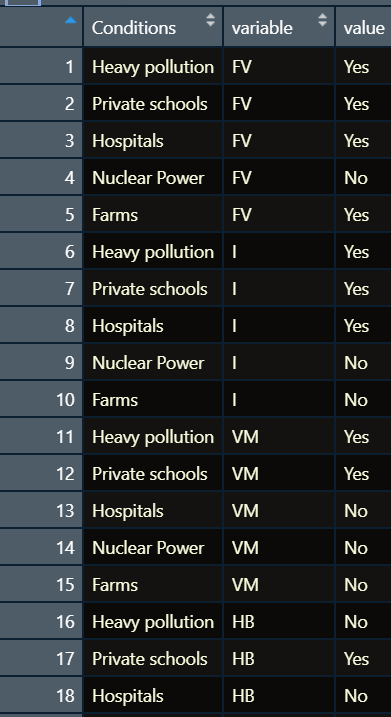 Conditions variable value
1 Heavy pollution FV Yes
2 Private schools FV Yes
3 Hospitals FV Yes
4 Nuclear Power FV No
5 Farms FV Yes
6 Heavy pollution I Yes
7 Private schools I Yes
8 Hospitals I Yes
9 Nuclear Power I No
10 Farms I No
11 Heavy pollution VM Yes
12 Private schools VM Yes
13 Hospitals VM No
14 Nuclear Power VM No
15 Farms VM No
16 Heavy pollution HB No
17 Private schools HB Yes
18 Hospitals HB No